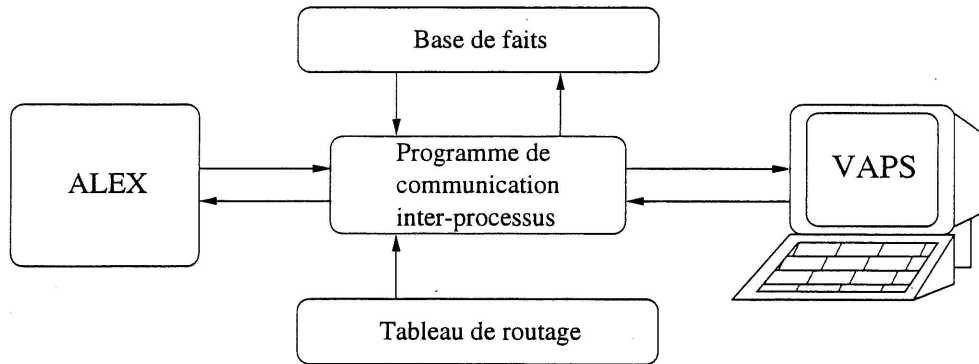 Base de faits
ALEX
Programme de
communication
inter-processus
VAPS
Tableau de routage